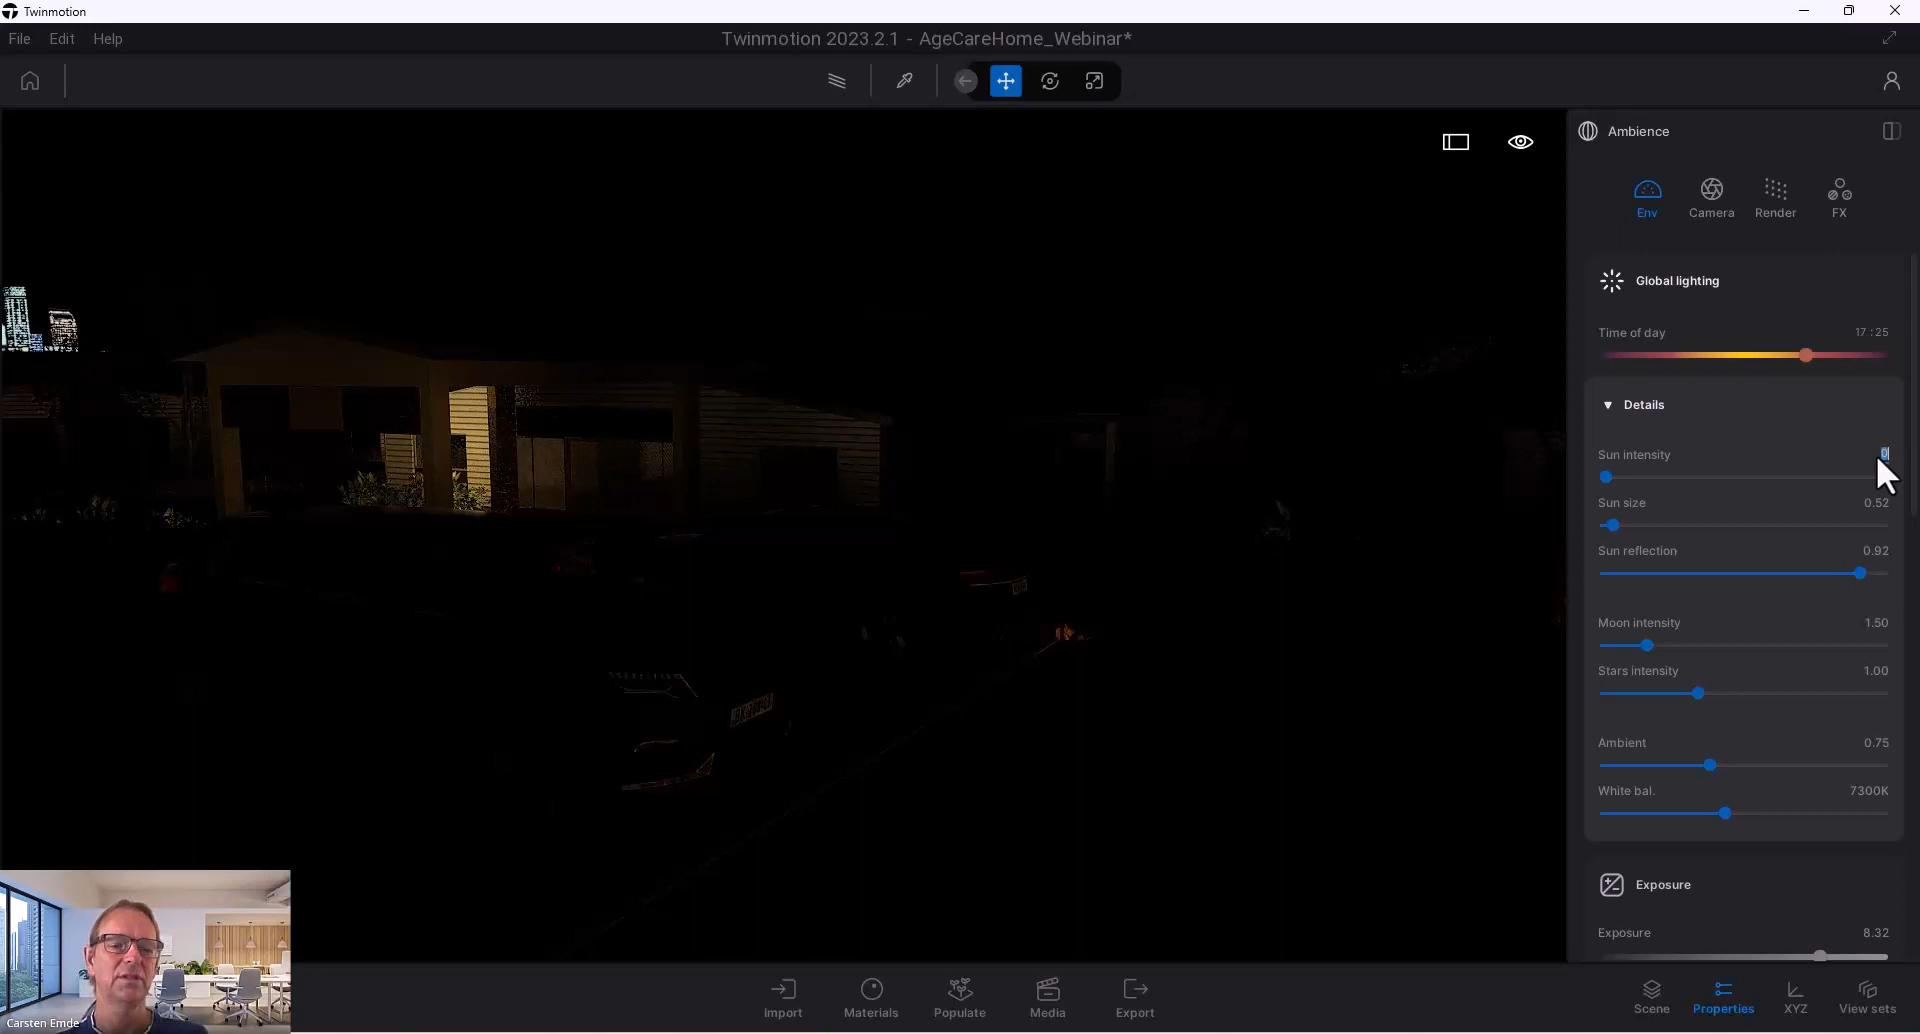 Twinmotion
File Edit Help
Twinmotion 2023.2.1 - AgeCareHome_Webinar*
Ambience
Env Camera Render FX
Global lighting
Time of day 17 : 25
Details
Sun intensity 0
Sun size 0.52
Sun reflection 0.92
Moon intensity 1.50
Stars intensity 1.00
Ambient 0.75
White bal. 7300K
Exposure
Exposure 8.32
Carsten Emde
Import Materials Populate Media Export
Scene Properties XYZ View sets